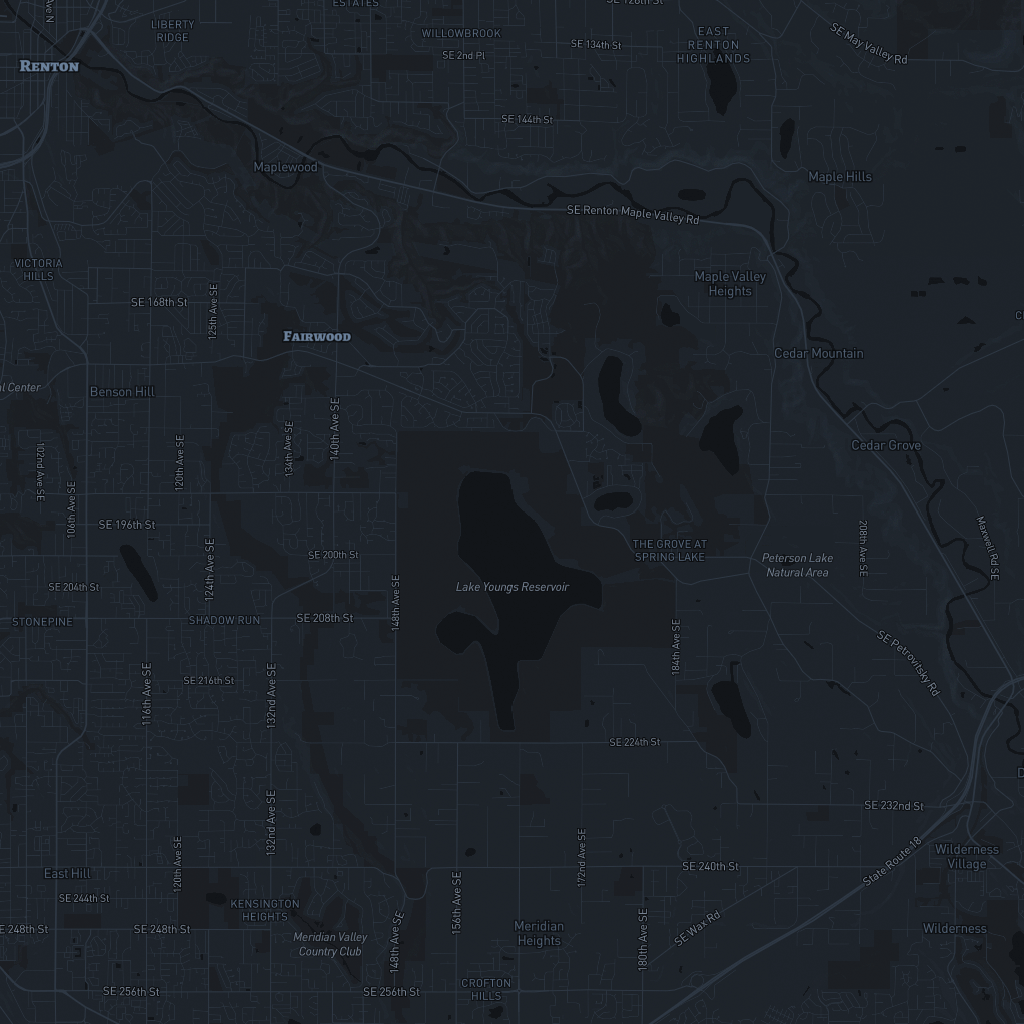 ESTATES
SE 128th St
Ave N
LIBERTY
RIDGE
WILLOWBROOK
EAST
RENTON
HIGHLANDS
SE May Valley Rd
SE 134th St
SE 2nd Pl
RENTON
SE 144th St
Maplewood
Maple Hills
SE Renton Maple Valley Rd
VICTORIA
HILLS
Maple Valley
Heights
SE 168th St
125th Ave SE
FAIRWOOD
Cedar Mountain
al Center
Benson Hill
140th Ave SE
134th Ave SE
120th Ave SE
Cedar Grove
102nd Ave SE
106th Ave SE
SE 196th St
208th Ave SE
Maxwell Rd SE
THE GROVE AT
SPRING LAKE
SE 200th St
124th Ave SE
Peterson Lake
Natural Area
SE 204th St
Lake Youngs Reservoir
148th Ave SE
STONEPINE
SHADOW RUN
SE 208th St
184th Ave SE
SE Petrovitsky Rd
SE 216th St
116th Ave SE
132nd Ave SE
SE 224th St
SE 232nd St
132nd Ave SE
State Route 18
Wilderness
Village
120th Ave SE
172nd Ave SE
SE 240th St
East Hill
SE 244th St
156th Ave SE
KENSINGTON
HEIGHTS
SE 248th St
SE 248th St
148th Ave SE
Meridian Valley
Country Club
Meridian
Heights
180th Ave SE
SE Wax Rd
Wilderness
SE 256th St
SE 256th St
CROFTON
HILLS